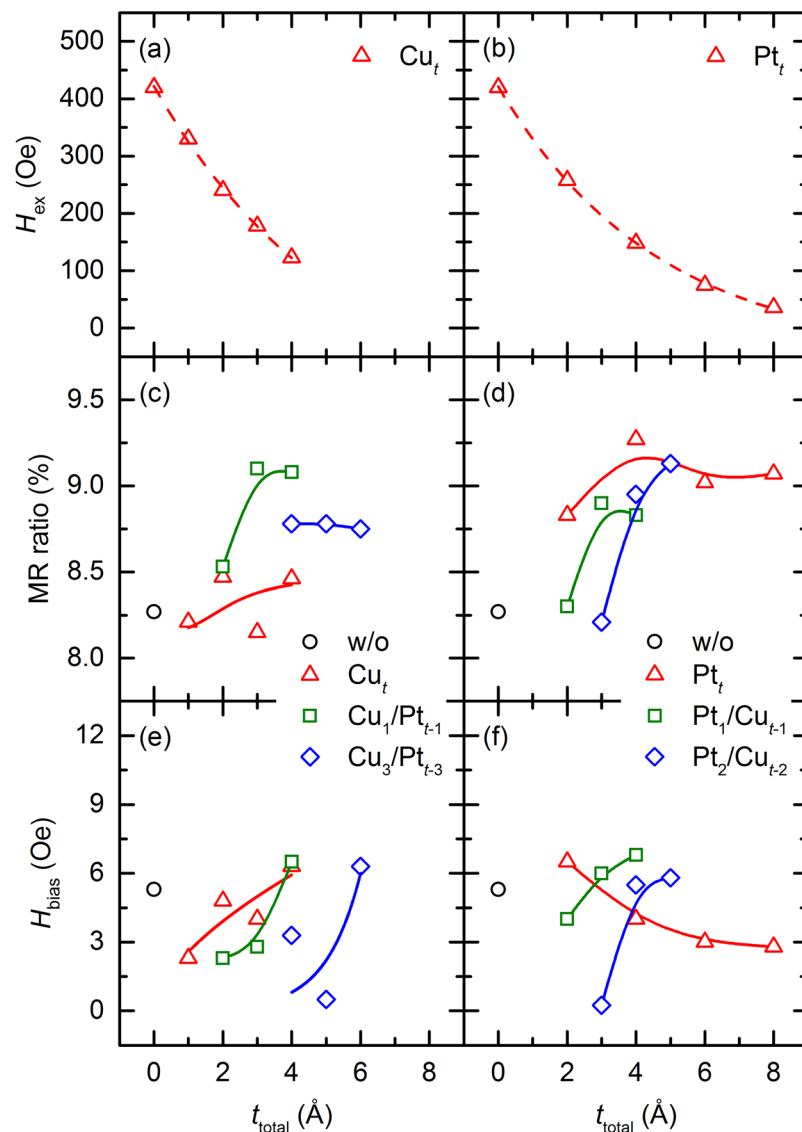 (a) Cu_t
(b) Pt_t
500
400
300
200
100
0
H_ex (Oe)
(c)
(d)
9.5
9.0
8.5
8.0
MR ratio (%)
w/o
Cu_t
Cu_1/Pt_t-1
Cu_3/Pt_t-3
w/o
Pt_t
Pt_1/Cu_t-1
Pt_2/Cu_t-2
(e)
(f)
12
9
6
3
0
H_bias (Oe)
0 2 4 6 8
0 2 4 6 8
t_total (Å)
t_total (Å)